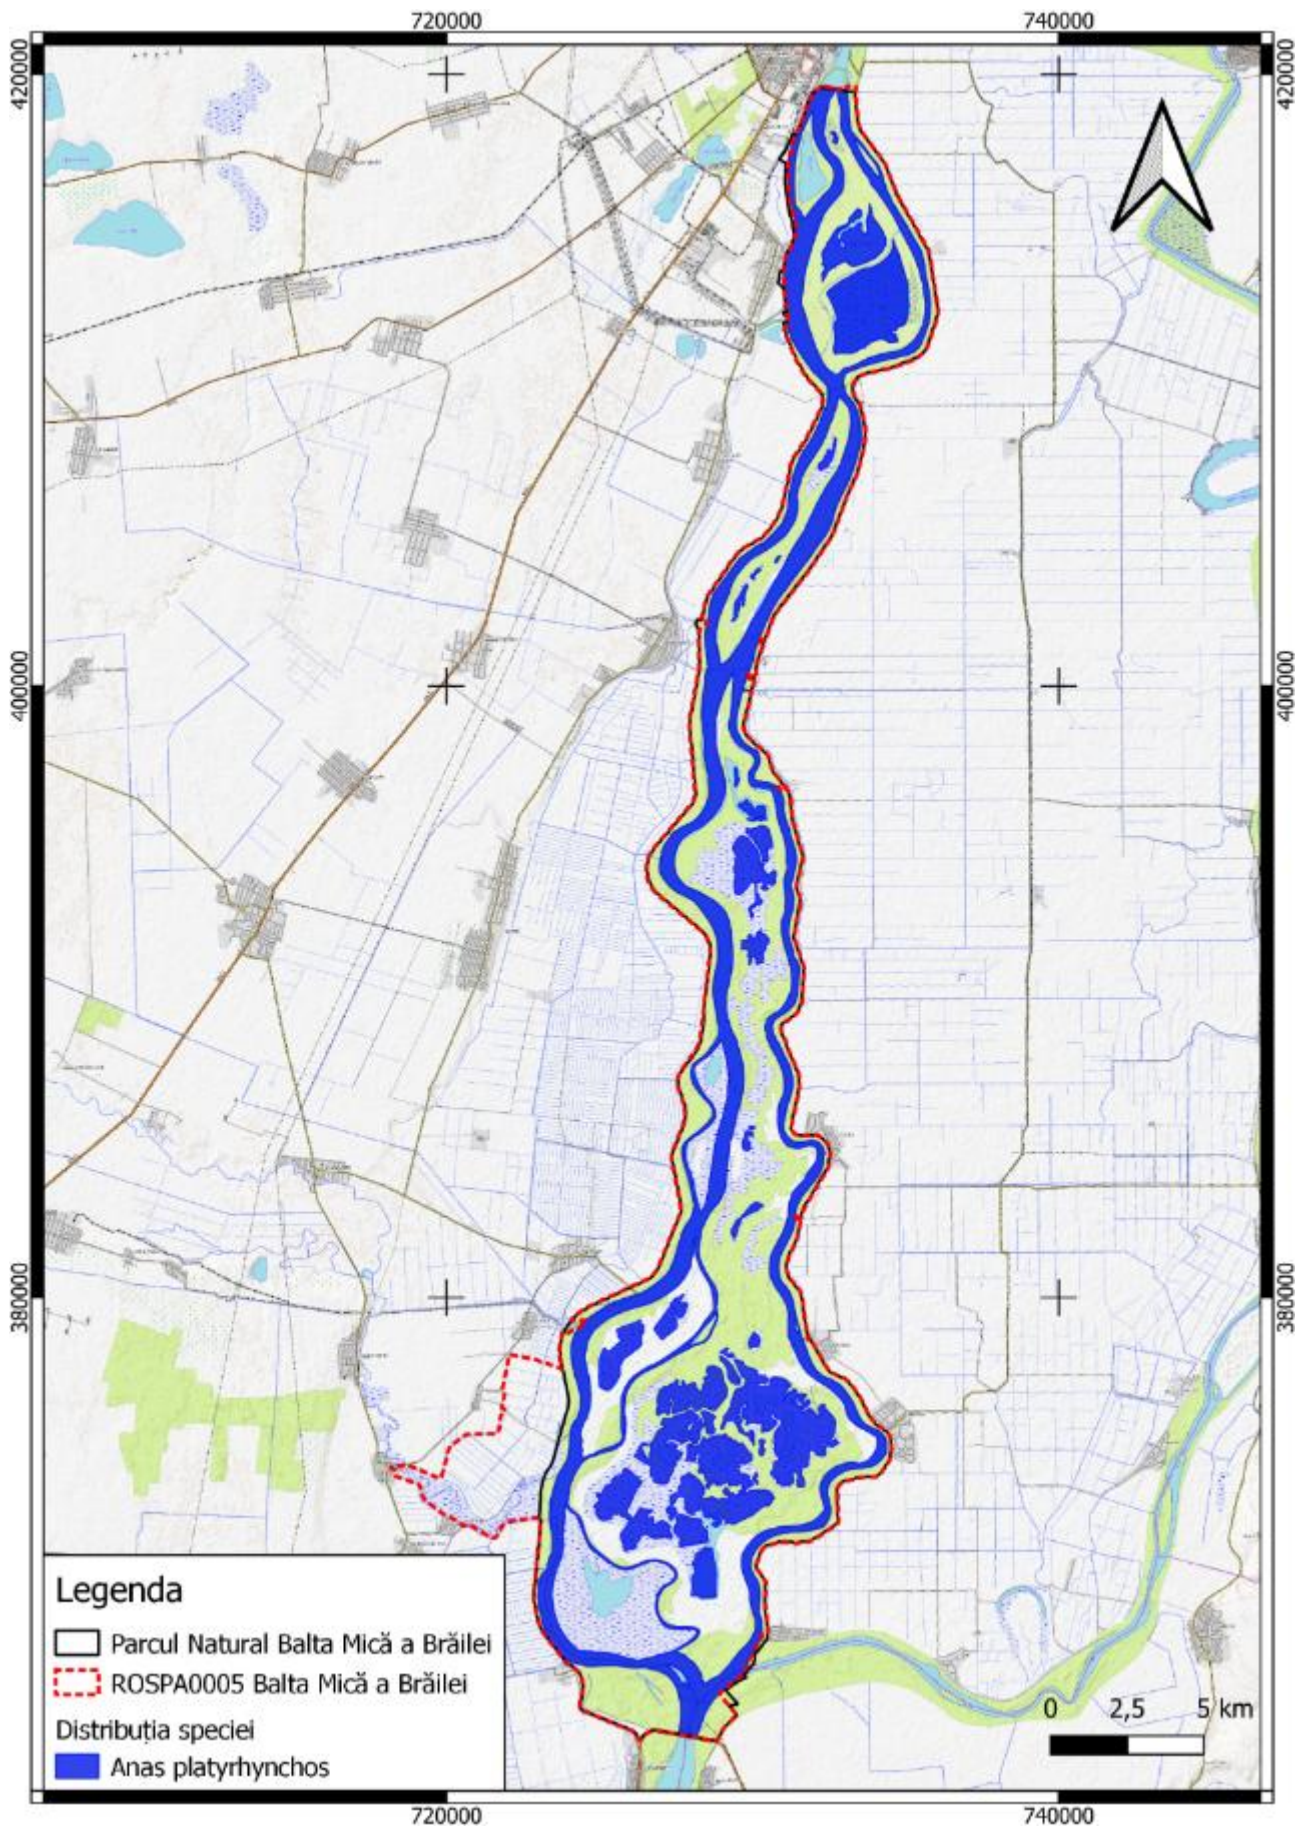 720000 740000
420000 420000
400000 400000
380000 380000
Legenda
Parcul Natural Balta Mică a Brăilei
ROSPA0005 Balta Mică a Brăilei
Distribuția speciei
Anas platyrhynchos
0 2,5 5 km
720000 740000